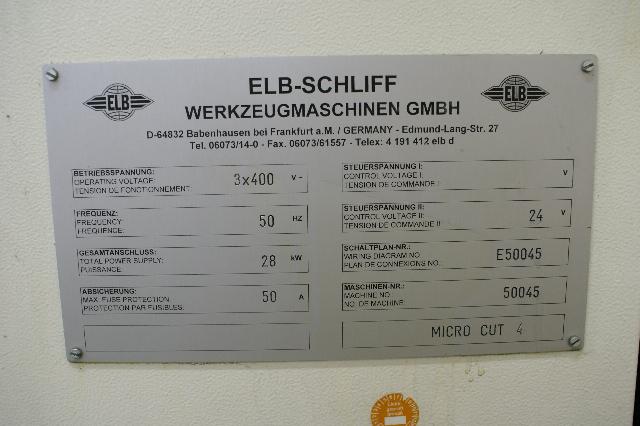 ELB
ELB
ELB-SCHLIFF
WERKZEUGMASCHINEN GMBH
D-64832 Babenhausen bei Frankfurt a.M. / GERMANY - Edmund-Lang-Str. 27
Tel. 06073/14-0 - Fax. 06073/61557 - Telex: 4 191 412 elb d
BETRIEBSSPANNUNG:
OPERATING VOLTAGE: 3x400 V~
TENSION DE FONCTIONNEMENT:
FREQUENZ:
FREQUENCY: 50 HZ
FREQUENCE:
GESAMTANSCHLUSS:
TOTAL POWER SUPPLY: 28 kW
PUISSANCE:
ABSICHERUNG:
MAX. FUSE PROTECTION: 50 A
PROTECTION PAR FUSIBLES:
STEUERSPANNUNG I:
CONTROL VOLTAGE I: V
TENSION DE COMMANDE I:
STEUERSPANNUNG II:
CONTROL VOLTAGE II: 24 V
TENSION DE COMMANDE II:
SCHALTPLAN-NR.:
WIRING DIAGRAM NO.: E50045
PLAN DE CONNEXIONS NO.:
MASCHINEN-NR.:
MACHINE NO.: 50045
NO. DE MACHINE:
MICRO CUT 4